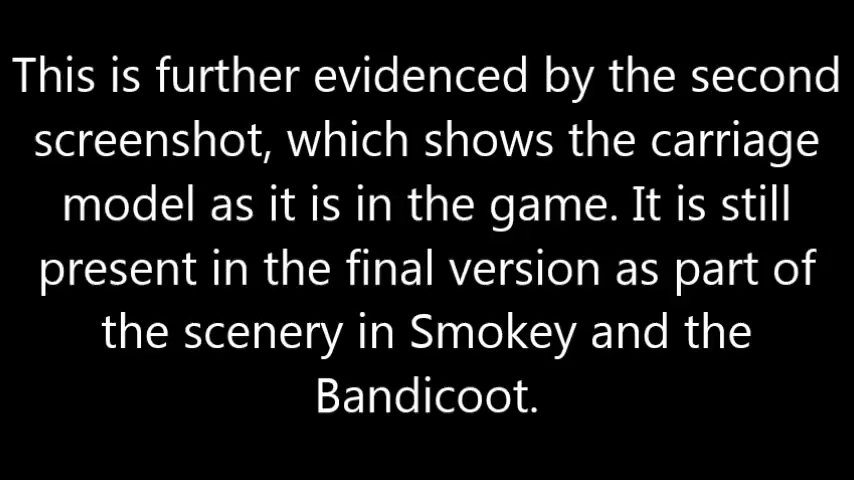 This is further evidenced by the second
screenshot, which shows the carriage
model as it is in the game. It is still
present in the final version as part of
the scenery in Smokey and the
Bandicoot.